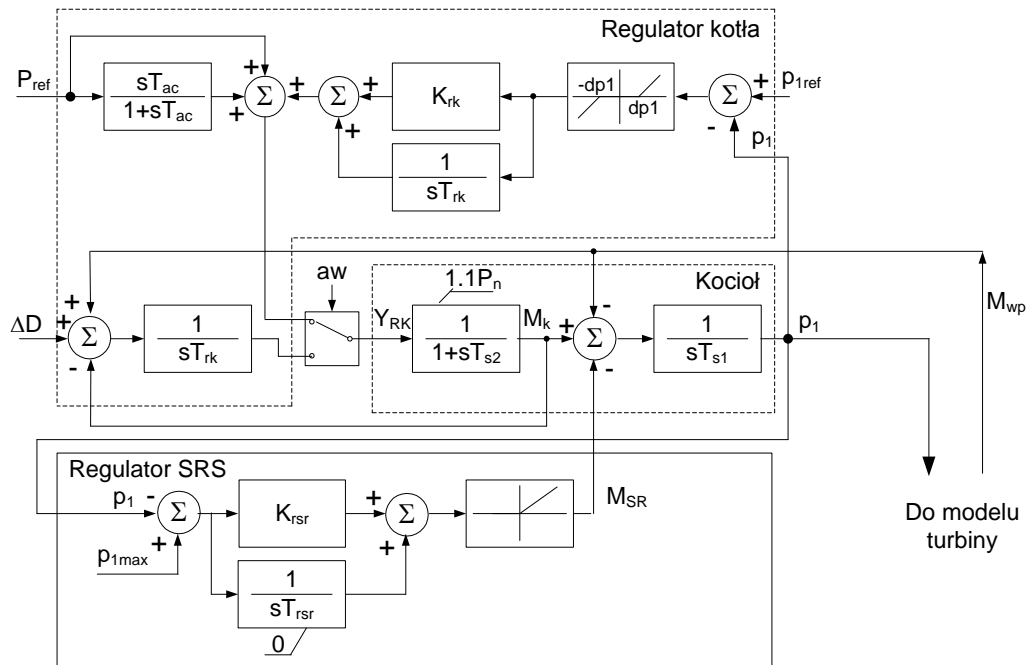 Regulator kotła
P_ref
sT_ac
1+sT_ac
+
+
Σ
+
+
Σ
+
+
K_rk
1
sT_rk
-dp1
dp1
Σ
+
-
p_1ref
p_1
Kocioł
aw
1.1P_n
M_wp
ΔD
+
+
-
Σ
1
sT_rk
Y_RK
1
1+sT_s2
M_k
+
-
-
Σ
1
sT_s1
p_1
Regulator SRS
p_1
-
Σ
+
p_1max
K_rsr
1
sT_rsr
0
+
+
Σ
M_SR
Do modelu
turbiny